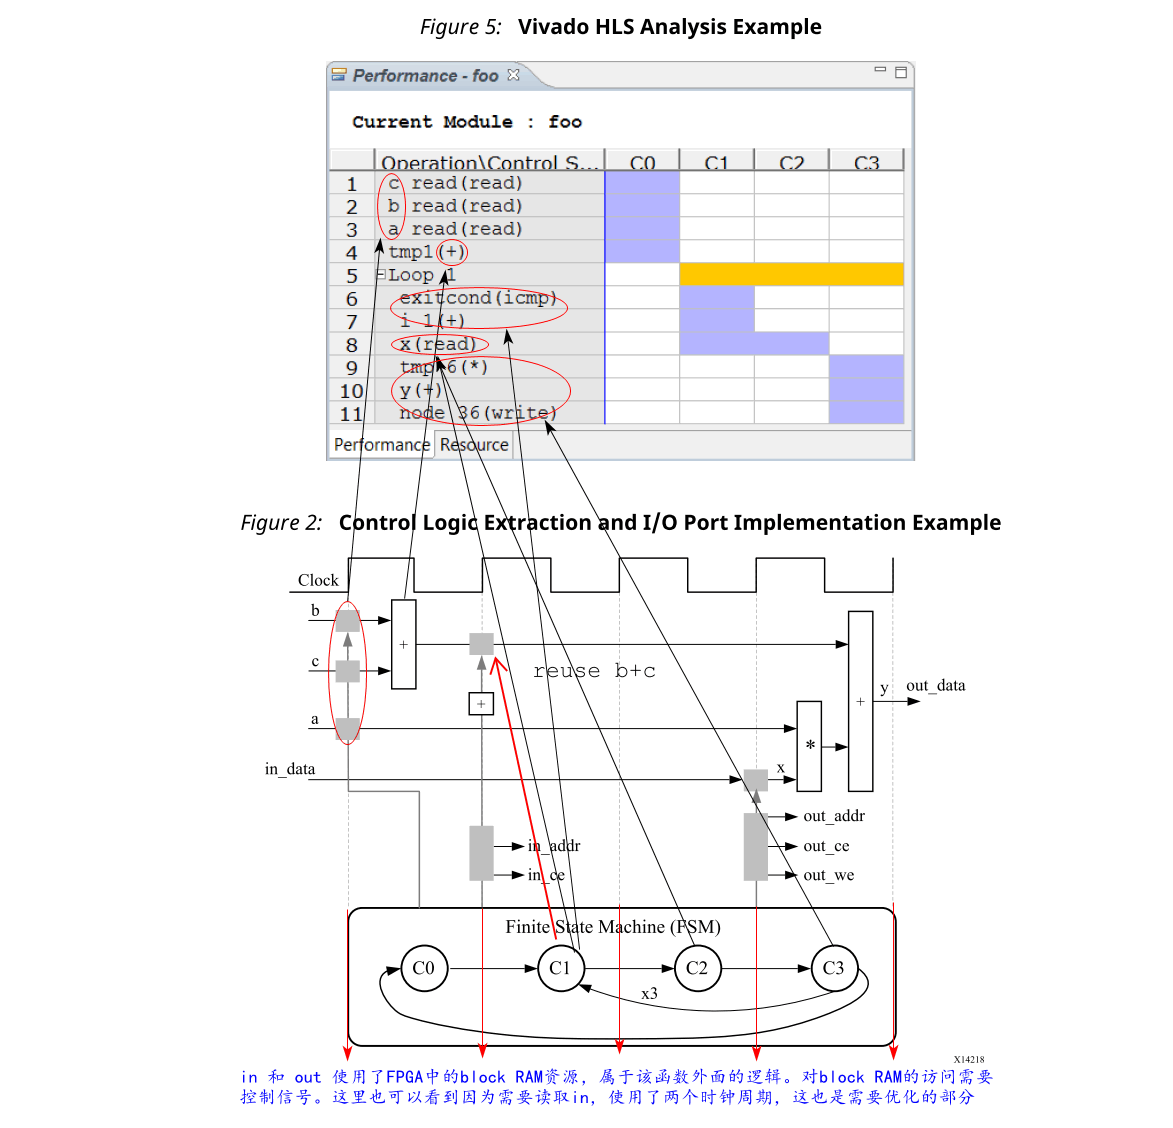 Figure 5: Vivado HLS Analysis Example
Performance - foo
Current Module : foo
Operation\Control S... C0 C1 C2 C3
1 c read(read)
2 b read(read)
3 a read(read)
4 tmp1(+)
5 Loop 1
6 exitcond(icmp)
7 i 1(+)
8 x(read)
9 tmp 6(*)
10 y(+)
11 node 36(write)
Performance Resource
Figure 2: Control Logic Extraction and I/O Port Implementation Example
Clock
b
+
c
reuse b+c
+
a
y
out_data
+
*
in_data
x
out_addr
in_addr
out_ce
in_ce
out_we
Finite State Machine (FSM)
C0 C1 C2 C3
x3
X14218
in 和 out 使用了FPGA中的block RAM资源，属于该函数外面的逻辑。对block RAM的访问需要
控制信号。这里也可以看到因为需要读取in，使用了两个时钟周期，这也是需要优化的部分